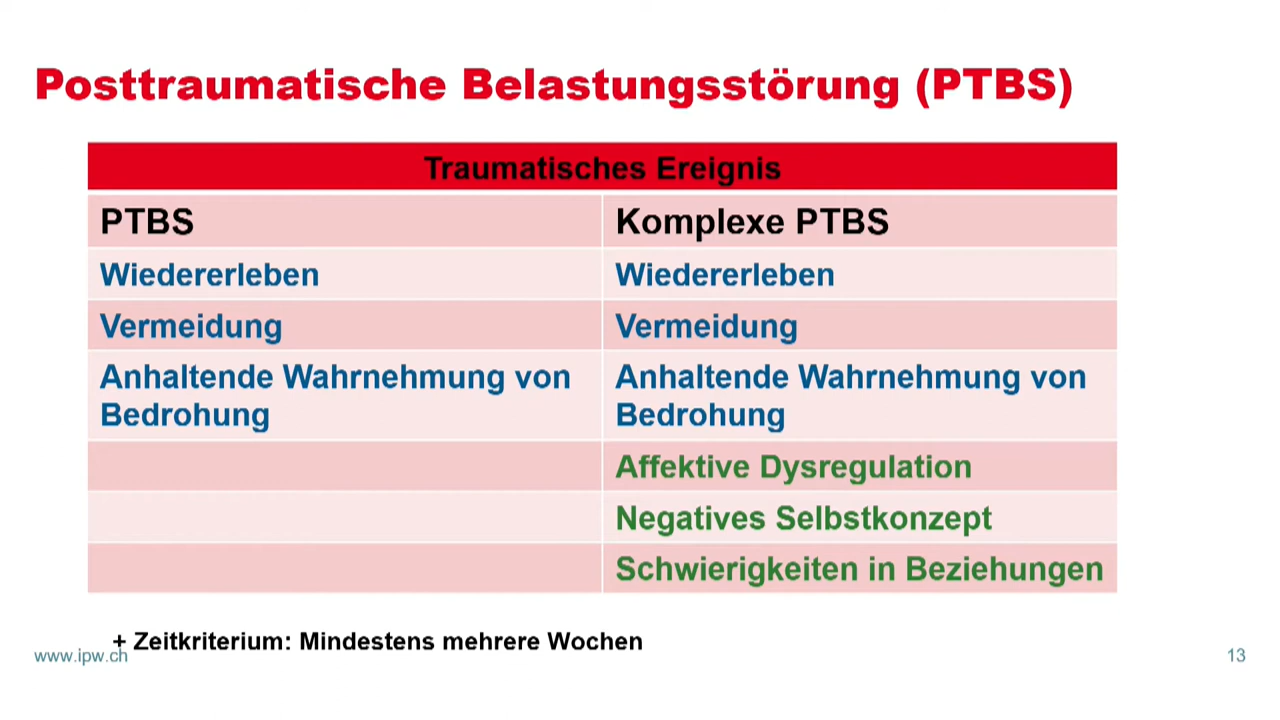 Posttraumatische Belastungsstörung (PTBS)
Traumatisches Ereignis
PTBS
Komplexe PTBS
Wiedererleben
Wiedererleben
Vermeidung
Vermeidung
Anhaltende Wahrnehmung von
Bedrohung
Anhaltende Wahrnehmung von
Bedrohung
Affektive Dysregulation
Negatives Selbstkonzept
Schwierigkeiten in Beziehungen
+ Zeitkriterium: Mindestens mehrere Wochen
www.ipw.ch
13